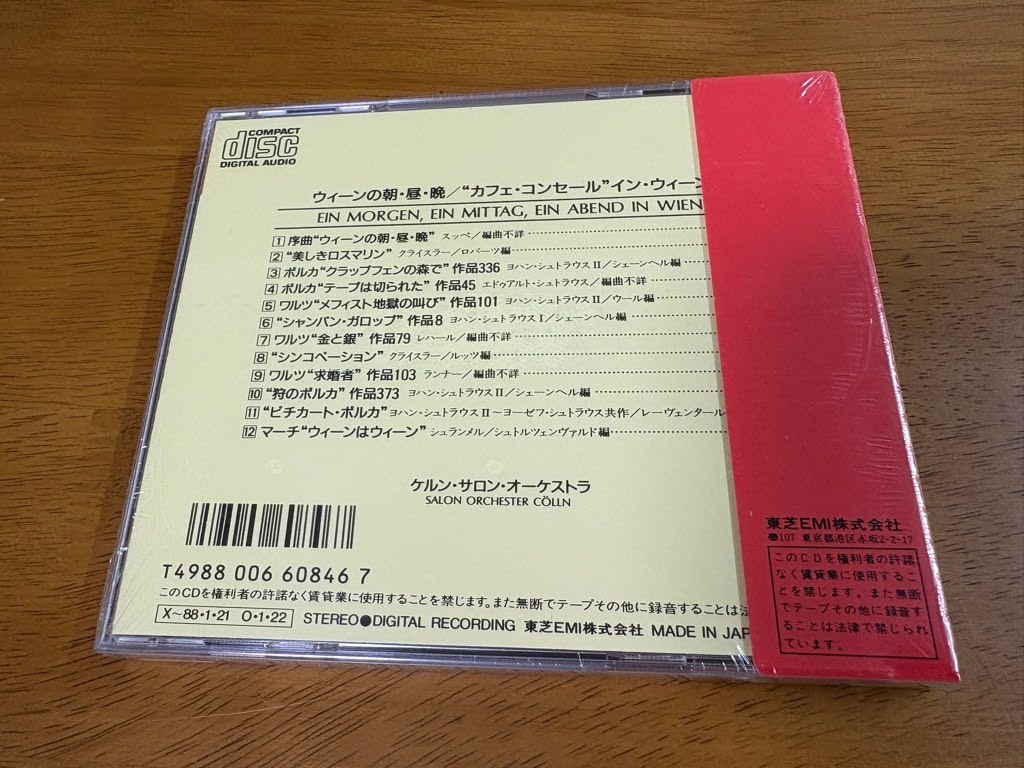 COMPACT
disc
DIGITAL AUDIO
ウィーンの朝・昼・晩／“カフェ・コンセール”イン・ウィーン
EIN MORGEN, EIN MITTAG, EIN ABEND IN WIEN
1 序曲“ウィーンの朝・昼・晩” スッペ／編曲不詳
2 “美しきロスマリン” クライスラー／ロバーツ編
3 ポルカ“クラップフェンの森で” 作品336 ヨハン・シュトラウスⅡ／シェーンヘル編
4 ポルカ“テープは切られた” 作品45 エドゥアルト・シュトラウス／編曲不詳
5 ワルツ“メフィスト地獄の叫び” 作品101 ヨハン・シュトラウスⅡ／ウール編
6 “シャンパン・ガロップ” 作品8 ヨハン・シュトラウスⅠ／シェーンヘル編
7 ワルツ“金と銀” 作品79 レハール／編曲不詳
8 “シンコペーション” クライスラー／ルッツ編
9 ワルツ“求婚者” 作品103 ランナー／編曲不詳
10 “狩のポルカ” 作品373 ヨハン・シュトラウスⅡ／シェーンヘル編
11 “ピチカート・ポルカ” ヨハン・シュトラウスⅡ～ヨーゼフ・シュトラウス共作／レーヴェンタール
12 マーチ“ウィーンはウィーン” シュランメル／シュトルツェンヴァルド編
ケルン・サロン・オーケストラ
SALON ORCHESTER CÖLLN
T4988 006 60846 7
このCDを権利者の許諾なく賃貸業に使用することを禁じます。また無断でテープその他に録音することは法
X～88・1・21 O・1・22 STEREO●DIGITAL RECORDING 東芝EMI株式会社 MADE IN JAP
東芝EMI株式会社
〠107 東京都港区赤坂2-2-17
このCDを権利者の許諾
なく賃貸業に使用するこ
とを禁じます。また無断
でテープその他に録音す
ることは法律で禁じられ
ています。